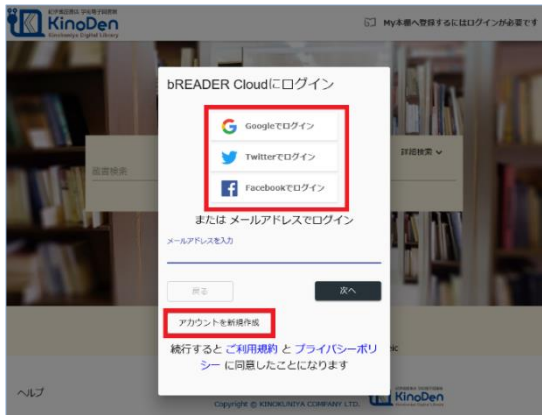 紀伊國屋書店 学術電子図書館
KinoDen
Kinokuniya Digital Library
My本棚へ登録するにはログインが必要です
bREADER Cloudにログイン
Googleでログイン
Twitterでログイン
Facebookでログイン
詳細検索
蔵書検索
または メールアドレスでログイン
メールアドレスを入力
戻る
次へ
アカウントを新規作成
続行すると ご利用規約 と プライバシーポリ
シー に同意したことになります
ヘルプ
Copyright © KINOKUNIYA COMPANY LTD.
KinoDen
Kinokuniya Digital Library